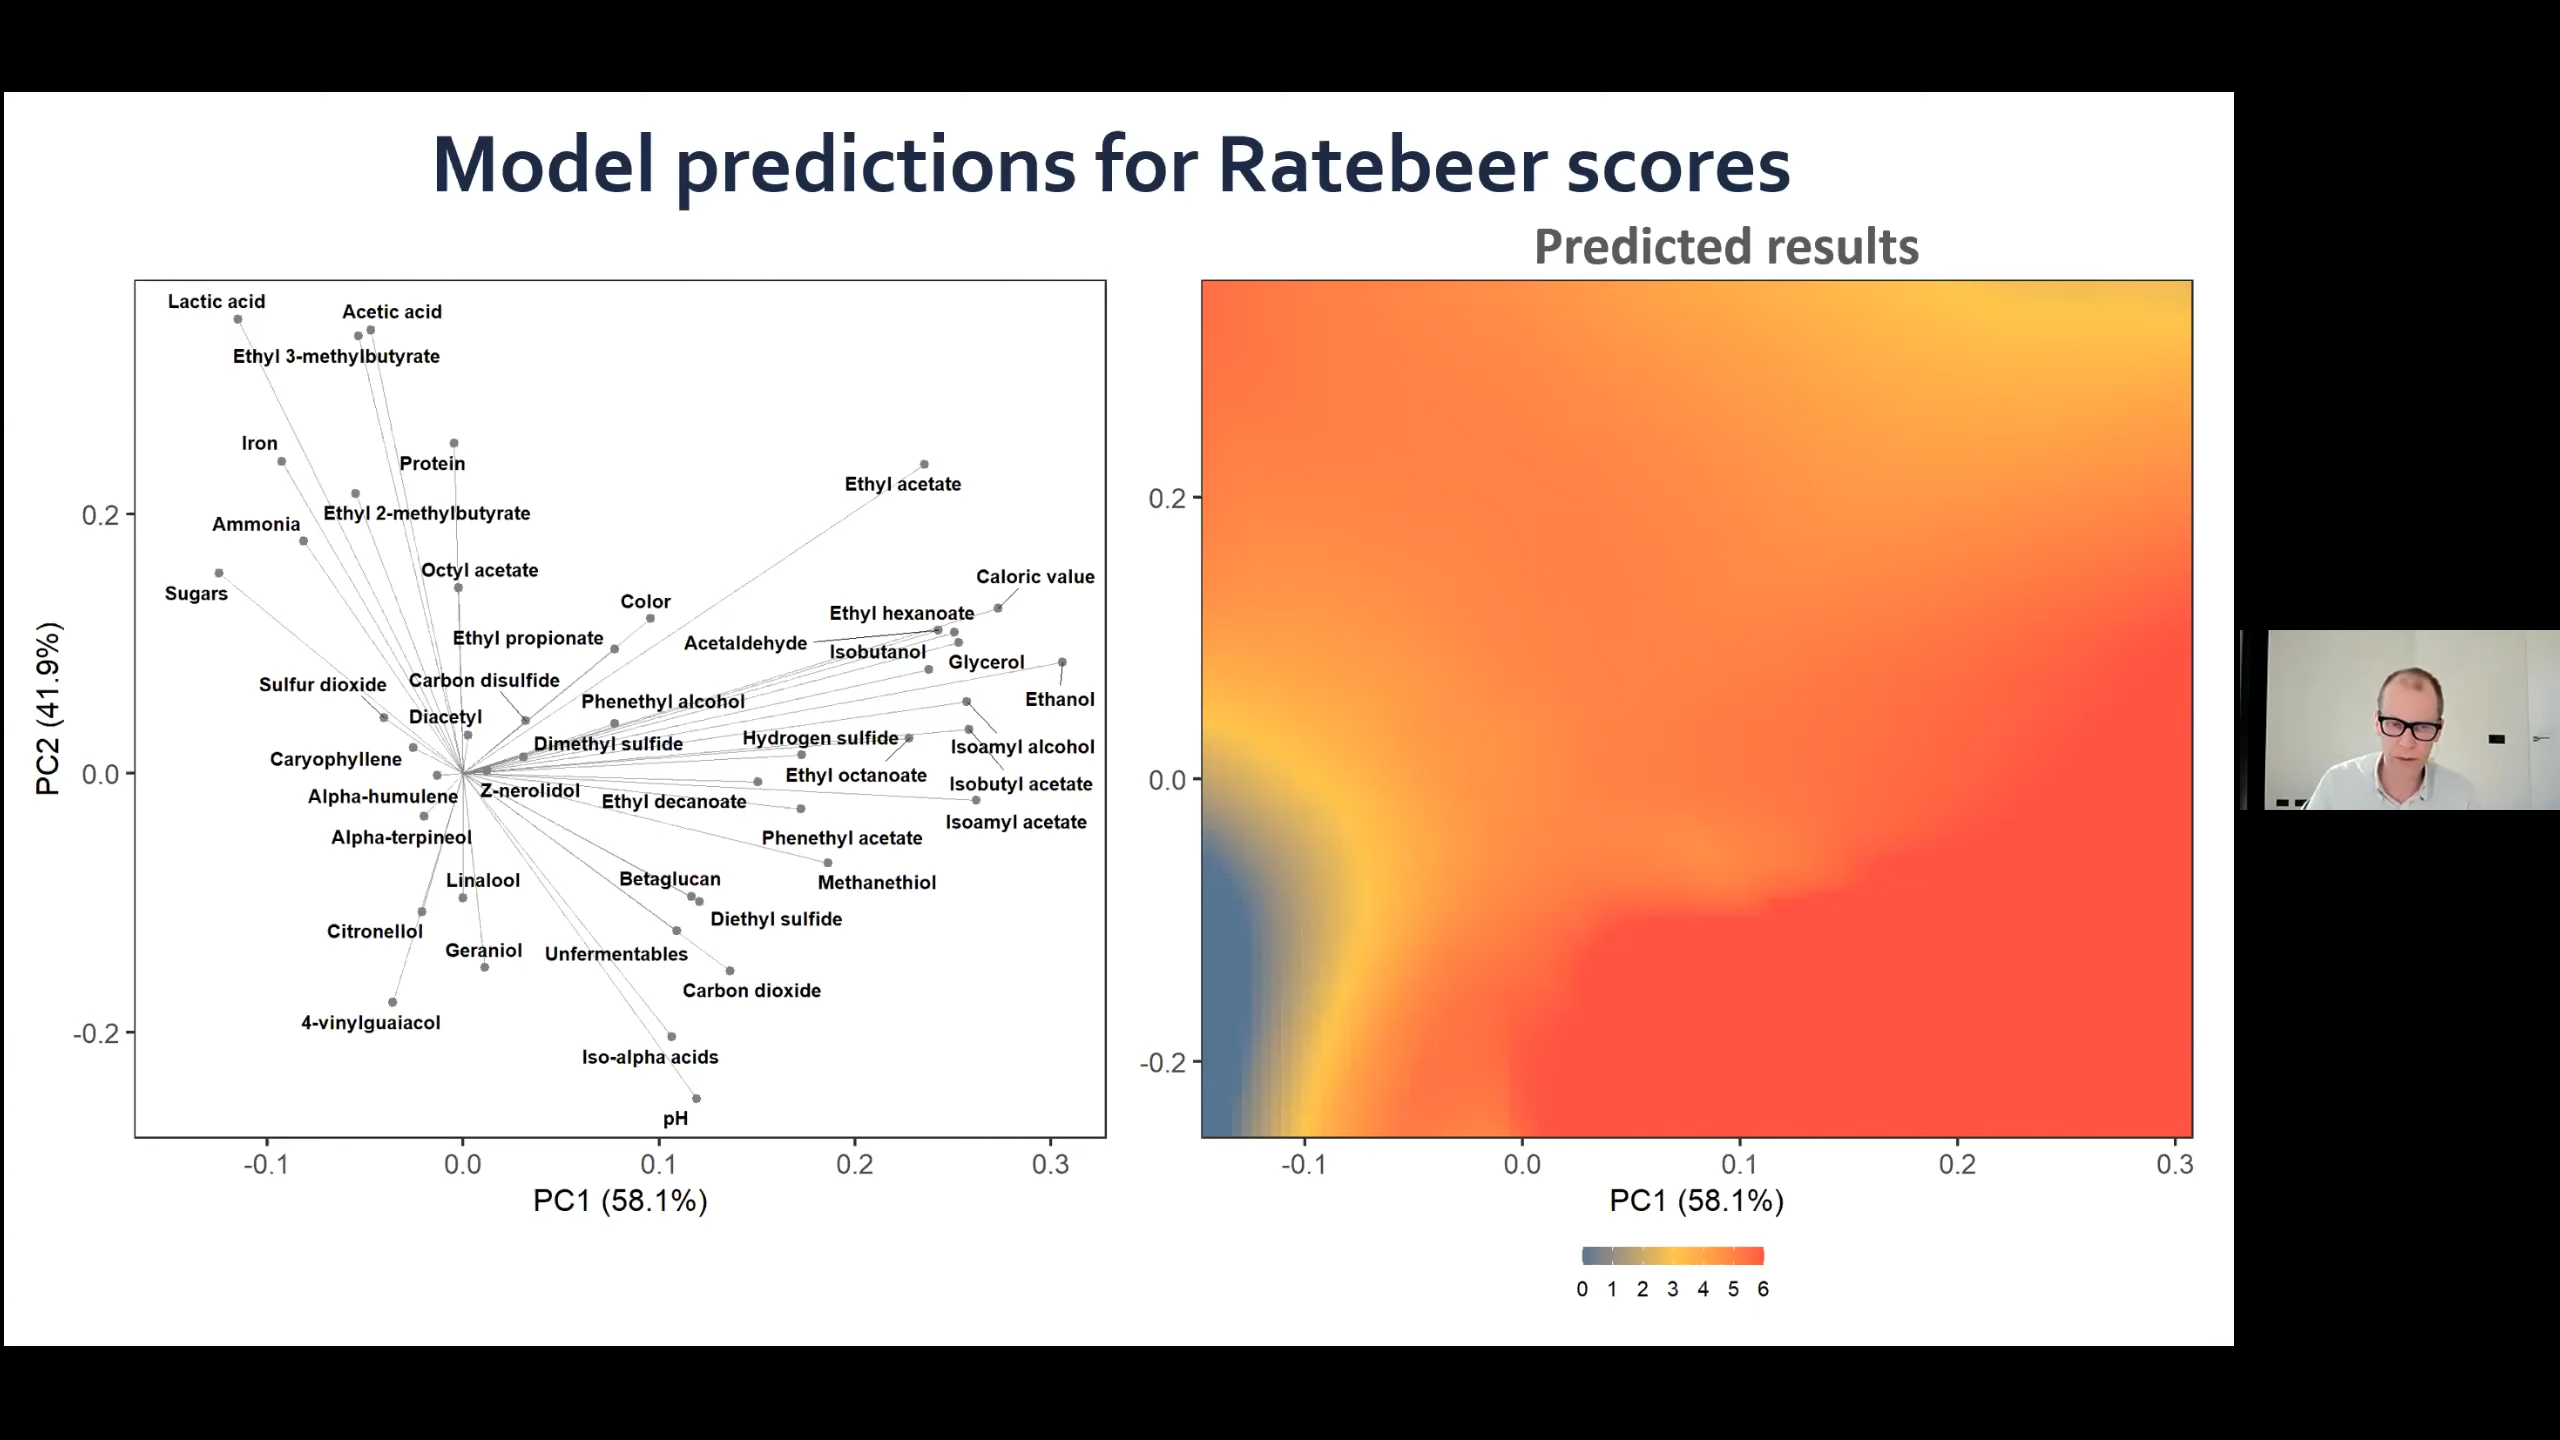 Model predictions for Ratebeer scores
Predicted results
Lactic acid
Acetic acid
Ethyl 3-methylbutyrate
Iron
Protein
Ethyl acetate
Ethyl 2-methylbutyrate
Ammonia
Octyl acetate
Caloric value
Sugars
Color
Ethyl hexanoate
Ethyl propionate
Acetaldehyde
Isobutanol
Glycerol
Sulfur dioxide
Carbon disulfide
Ethanol
Phenethyl alcohol
Diacetyl
Dimethyl sulfide
Hydrogen sulfide
Isoamyl alcohol
Caryophyllene
Ethyl octanoate
Isobutyl acetate
Alpha-humulene
Z-nerolidol
Ethyl decanoate
Isoamyl acetate
Alpha-terpineol
Phenethyl acetate
Linalool
Betaglucan
Methanethiol
Diethyl sulfide
Citronellol
Geraniol
Unfermentables
Carbon dioxide
4-vinylguaiacol
Iso-alpha acids
pH
PC2 (41.9%)
0.2
0.0
-0.2
-0.1 0.0 0.1 0.2 0.3
PC1 (58.1%)
0.2
0.0
-0.2
-0.1 0.0 0.1 0.2 0.3
PC1 (58.1%)
0 1 2 3 4 5 6